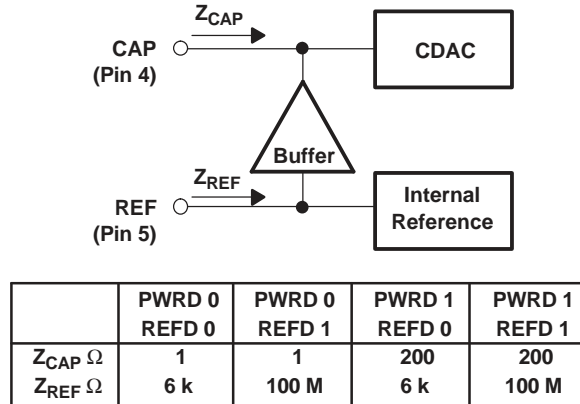 Z_CAP
CAP
(Pin 4)
CDAC
Buffer
Z_REF
REF
(Pin 5)
Internal
Reference
PWRD 0 PWRD 0 PWRD 1 PWRD 1
REFD 0 REFD 1 REFD 0 REFD 1
Z_CAP Ω 1 1 200 200
Z_REF Ω 6 k 100 M 6 k 100 M